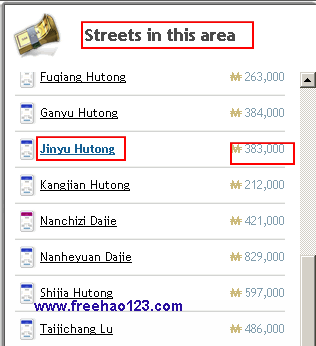 Streets in this area
Fuqiang Hutong ₩ 263,000
Ganyu Hutong ₩ 384,000
Jinyu Hutong ₩ 383,000
Kangjian Hutong ₩ 212,000
Nanchizi Dajie ₩ 421,000
Nanheyuan Dajie ₩ 829,000
Shijia Hutong ₩ 597,000
www.freehao123.com
Taijichang Lu ₩ 486,000